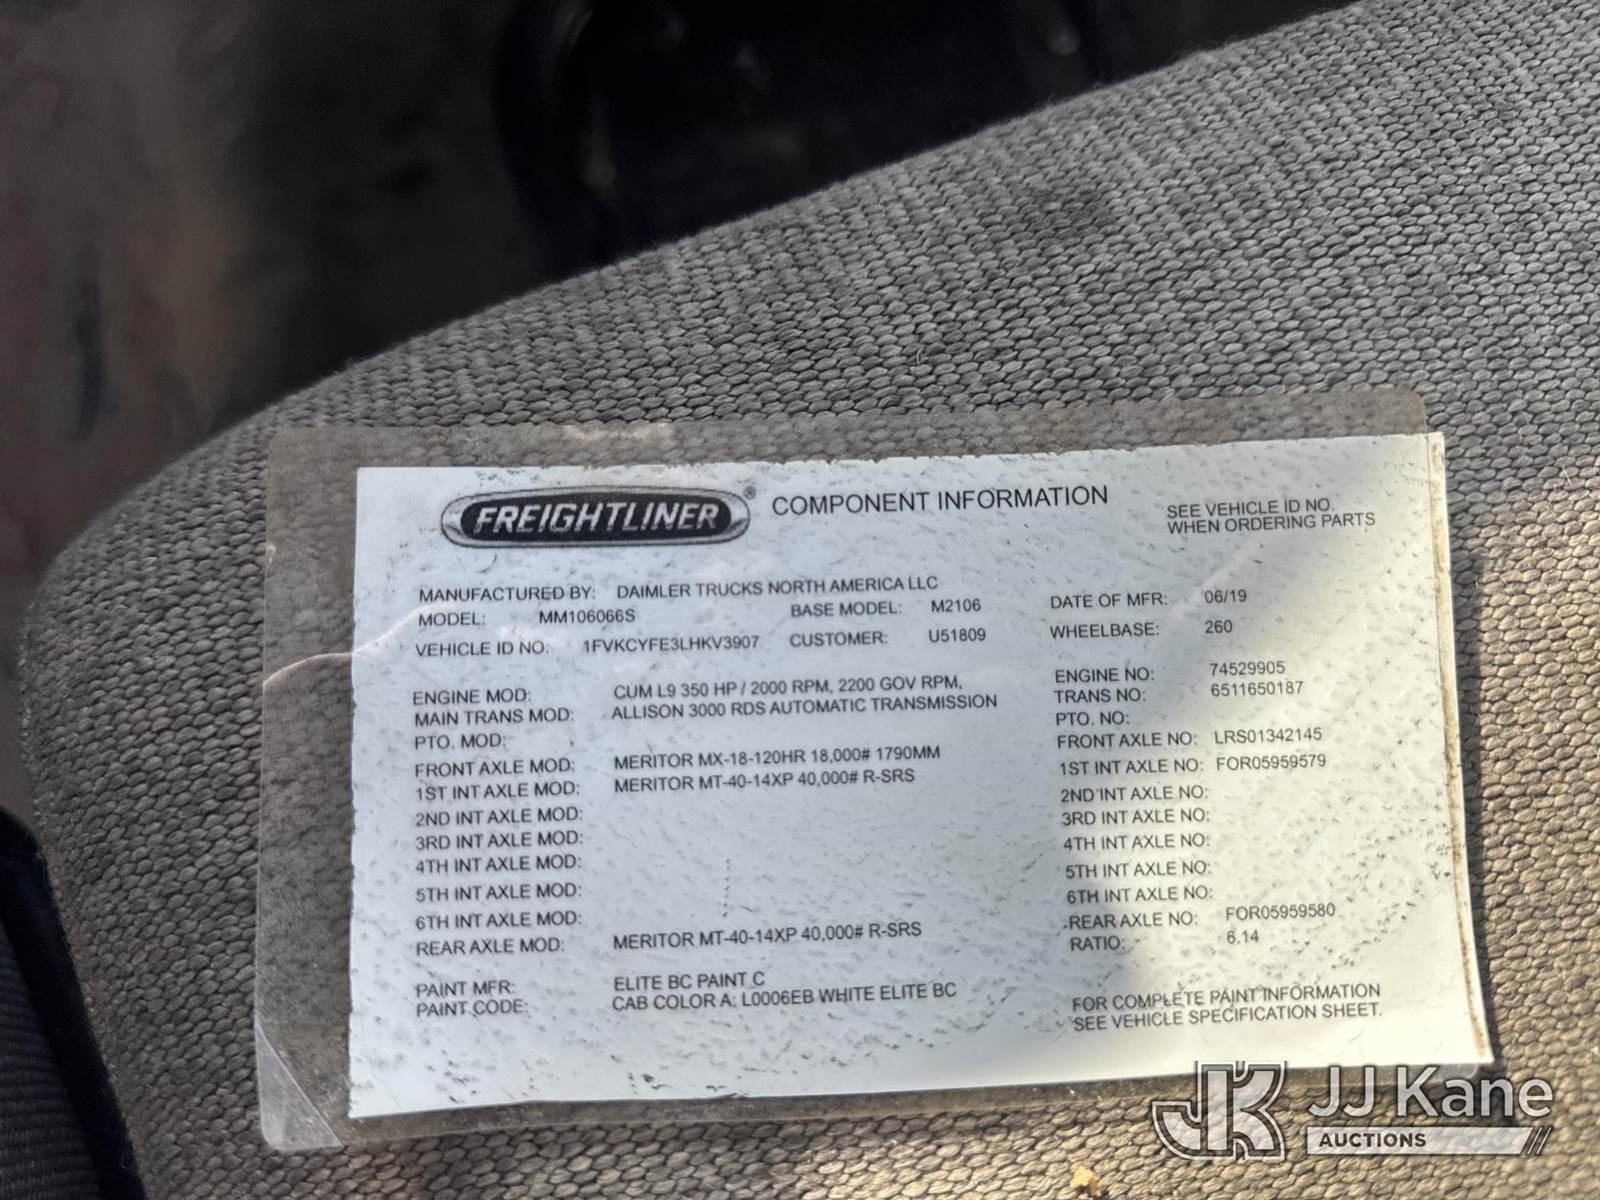 FREIGHTLINER® COMPONENT INFORMATION
SEE VEHICLE ID NO.
WHEN ORDERING PARTS
MANUFACTURED BY: DAIMLER TRUCKS NORTH AMERICA LLC
MODEL: MM106066S BASE MODEL: M2106 DATE OF MFR: 06/19
VEHICLE ID NO: 1FVKCYFE3LHKV3907 CUSTOMER: U51809 WHEELBASE: 260
ENGINE MOD: CUM L9 350 HP / 2000 RPM, 2200 GOV RPM, ENGINE NO: 74529905
MAIN TRANS MOD: ALLISON 3000 RDS AUTOMATIC TRANSMISSION TRANS NO: 6511650187
PTO. MOD: PTO. NO:
FRONT AXLE MOD: MERITOR MX-18-120HR 18,000# 1790MM FRONT AXLE NO: LRS01342145
1ST INT AXLE MOD: MERITOR MT-40-14XP 40,000# R-SRS 1ST INT AXLE NO: FOR05959579
2ND INT AXLE MOD: 2ND INT AXLE NO:
3RD INT AXLE MOD: 3RD INT AXLE NO:
4TH INT AXLE MOD: 4TH INT AXLE NO:
5TH INT AXLE MOD: 5TH INT AXLE NO:
6TH INT AXLE MOD: 6TH INT AXLE NO:
REAR AXLE MOD: MERITOR MT-40-14XP 40,000# R-SRS REAR AXLE NO: FOR05959580
RATIO: 6.14
PAINT MFR: ELITE BC PAINT C
PAINT CODE: CAB COLOR A: L0006EB WHITE ELITE BC
FOR COMPLETE PAINT INFORMATION
SEE VEHICLE SPECIFICATION SHEET.
JK JJ Kane
AUCTIONS